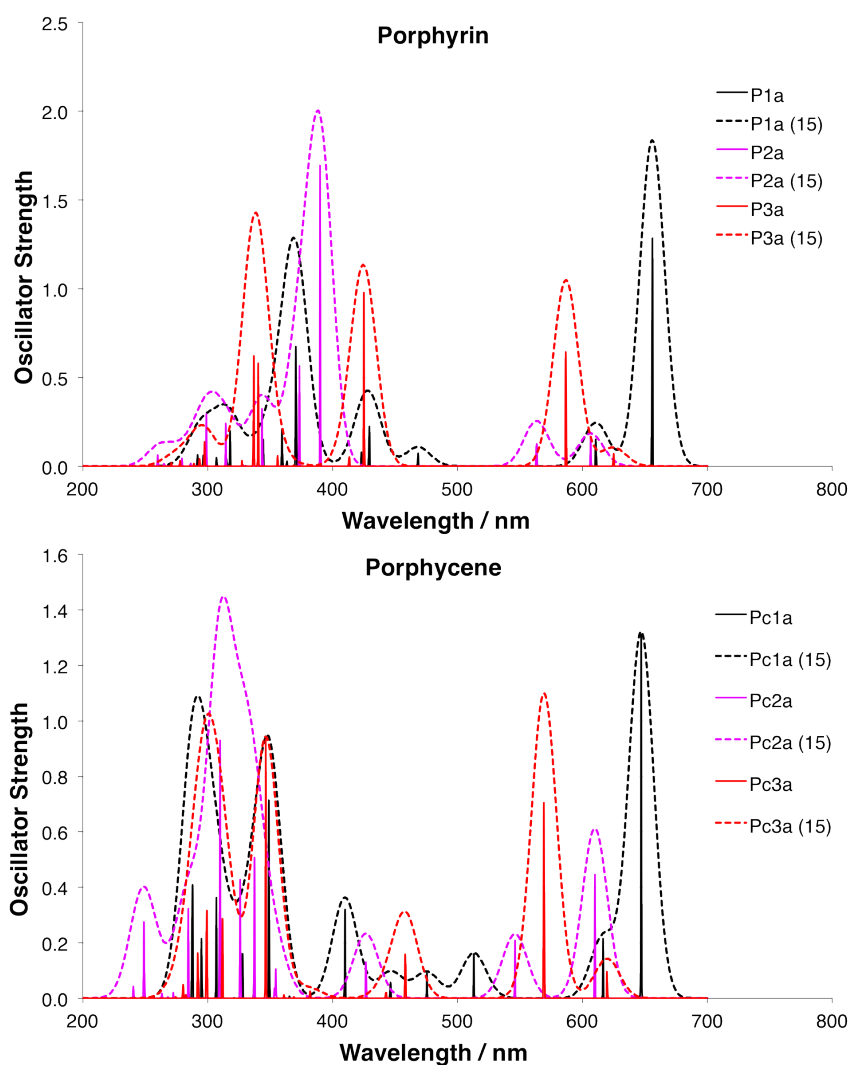 Porphyrin
Oscillator Strength
2.5
2.0
1.5
1.0
0.5
0.0
200 300 400 500 600 700 800
Wavelength / nm
P1a
P1a (15)
P2a
P2a (15)
P3a
P3a (15)
Porphycene
Oscillator Strength
1.6
1.4
1.2
1.0
0.8
0.6
0.4
0.2
0.0
200 300 400 500 600 700 800
Wavelength / nm
Pc1a
Pc1a (15)
Pc2a
Pc2a (15)
Pc3a
Pc3a (15)